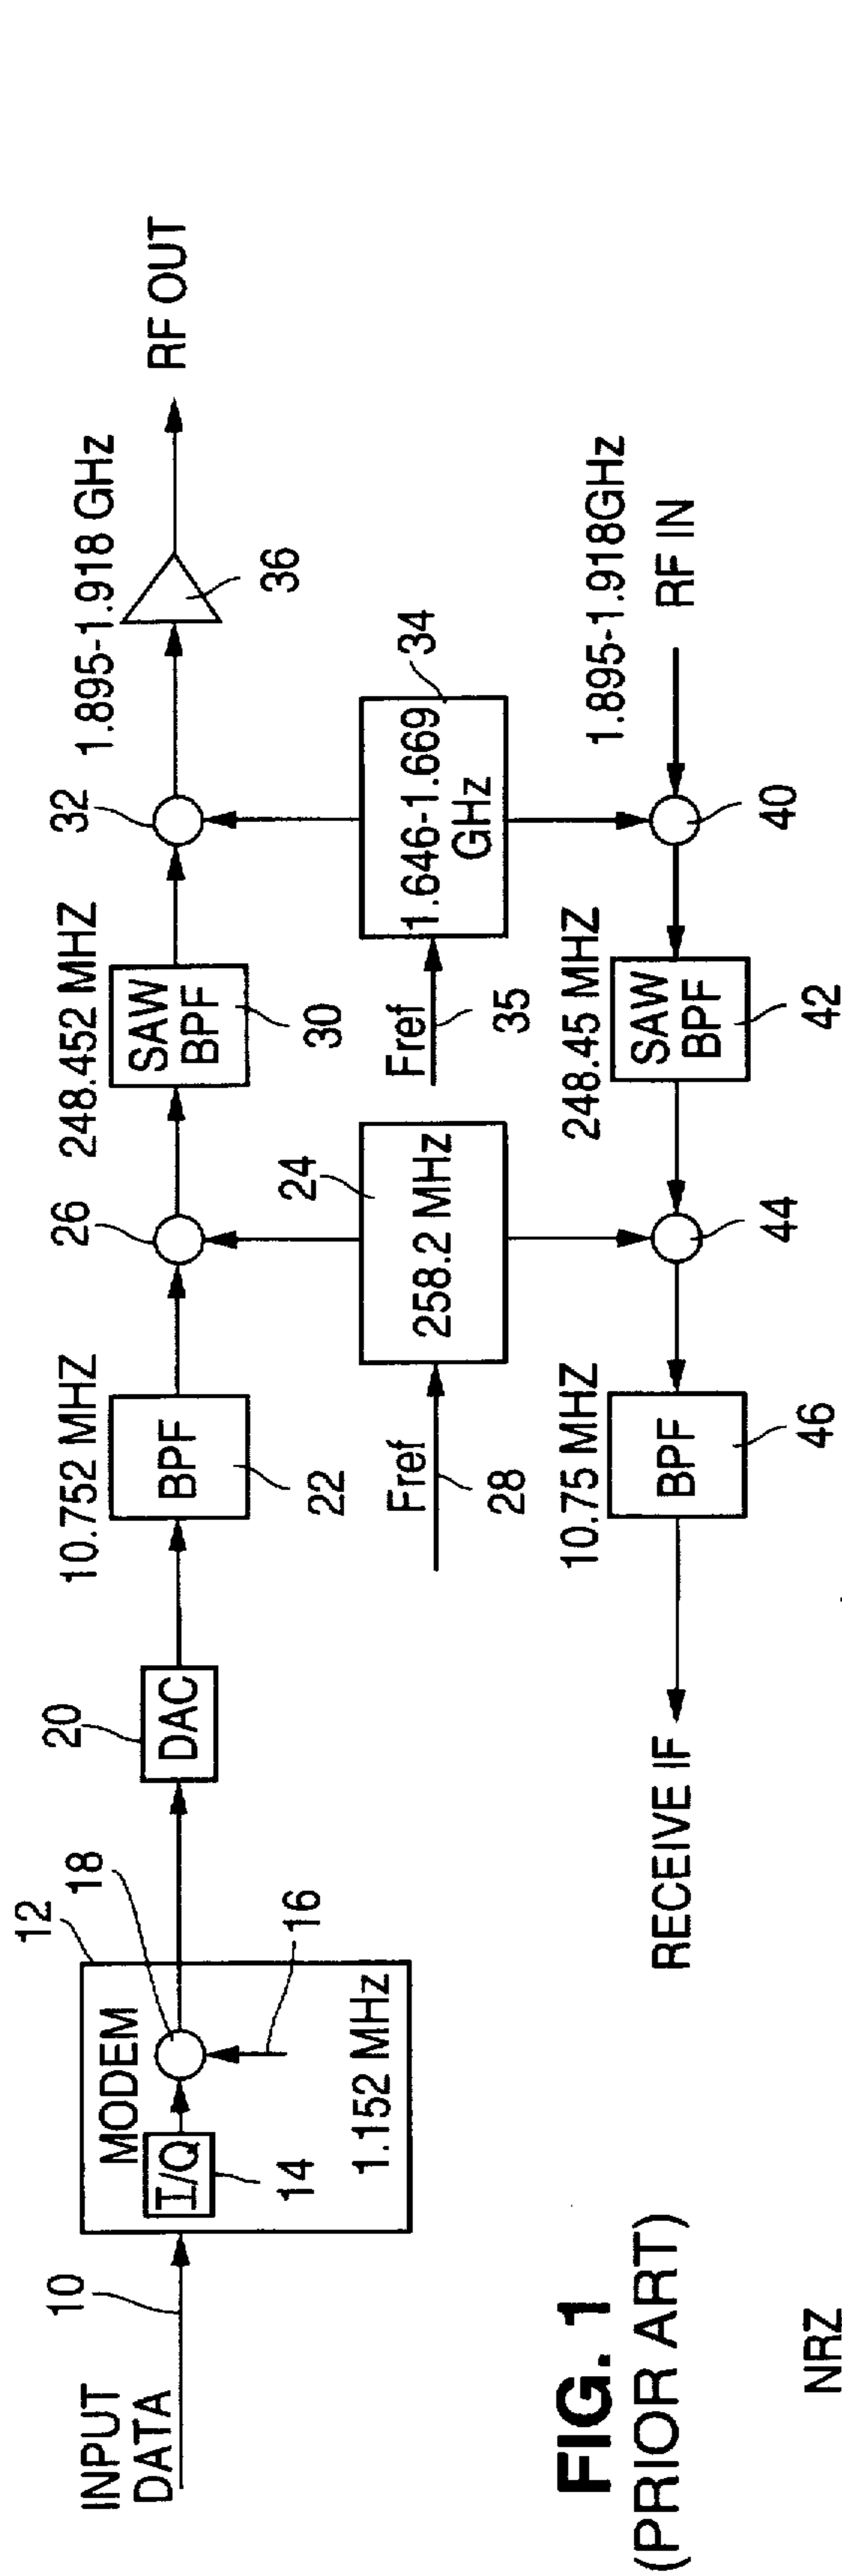 INPUT
DATA
10
12
MODEM
I/Q
14
18
16
1.152 MHz
20
DAC
10.752 MHZ
BPF
22
26
248.452 MHZ
SAW
BPF
30
32
1.895-1.918 GHz
36
RF OUT
Fref
28
24
258.2 MHz
Fref
35
34
1.646-1.669
GHz
RECEIVE IF
10.75 MHZ
BPF
46
44
248.45 MHZ
SAW
BPF
42
40
1.895-1.918GHz
RF IN
FIG. 1
(PRIOR ART)
NRZ